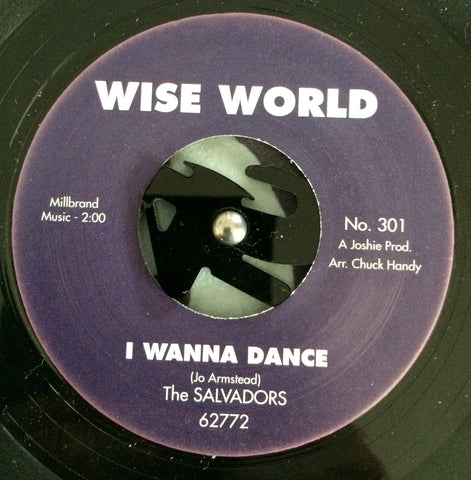 WISE WORLD
Millbrand
Music - 2:00
No. 301
A Joshie Prod.
Arr. Chuck Handy
I WANNA DANCE
(Jo Armstead)
The SALVADORS
62772